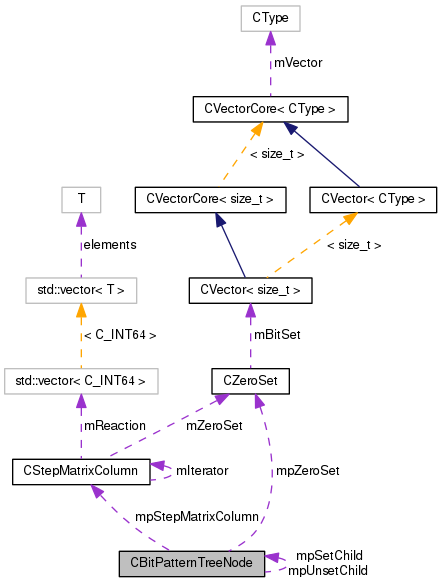 CType
mVector
CVectorCore< CType >
< size_t >
T
CVectorCore< size_t >
CVector< CType >
elements
< size_t >
std::vector< T >
CVector< size_t >
< C_INT64 >
mBitSet
std::vector< C_INT64 >
CZeroSet
mReaction
mZeroSet
CStepMatrixColumn
mIterator
mpZeroSet
mpStepMatrixColumn
CBitPatternTreeNode
mpSetChild
mpUnsetChild